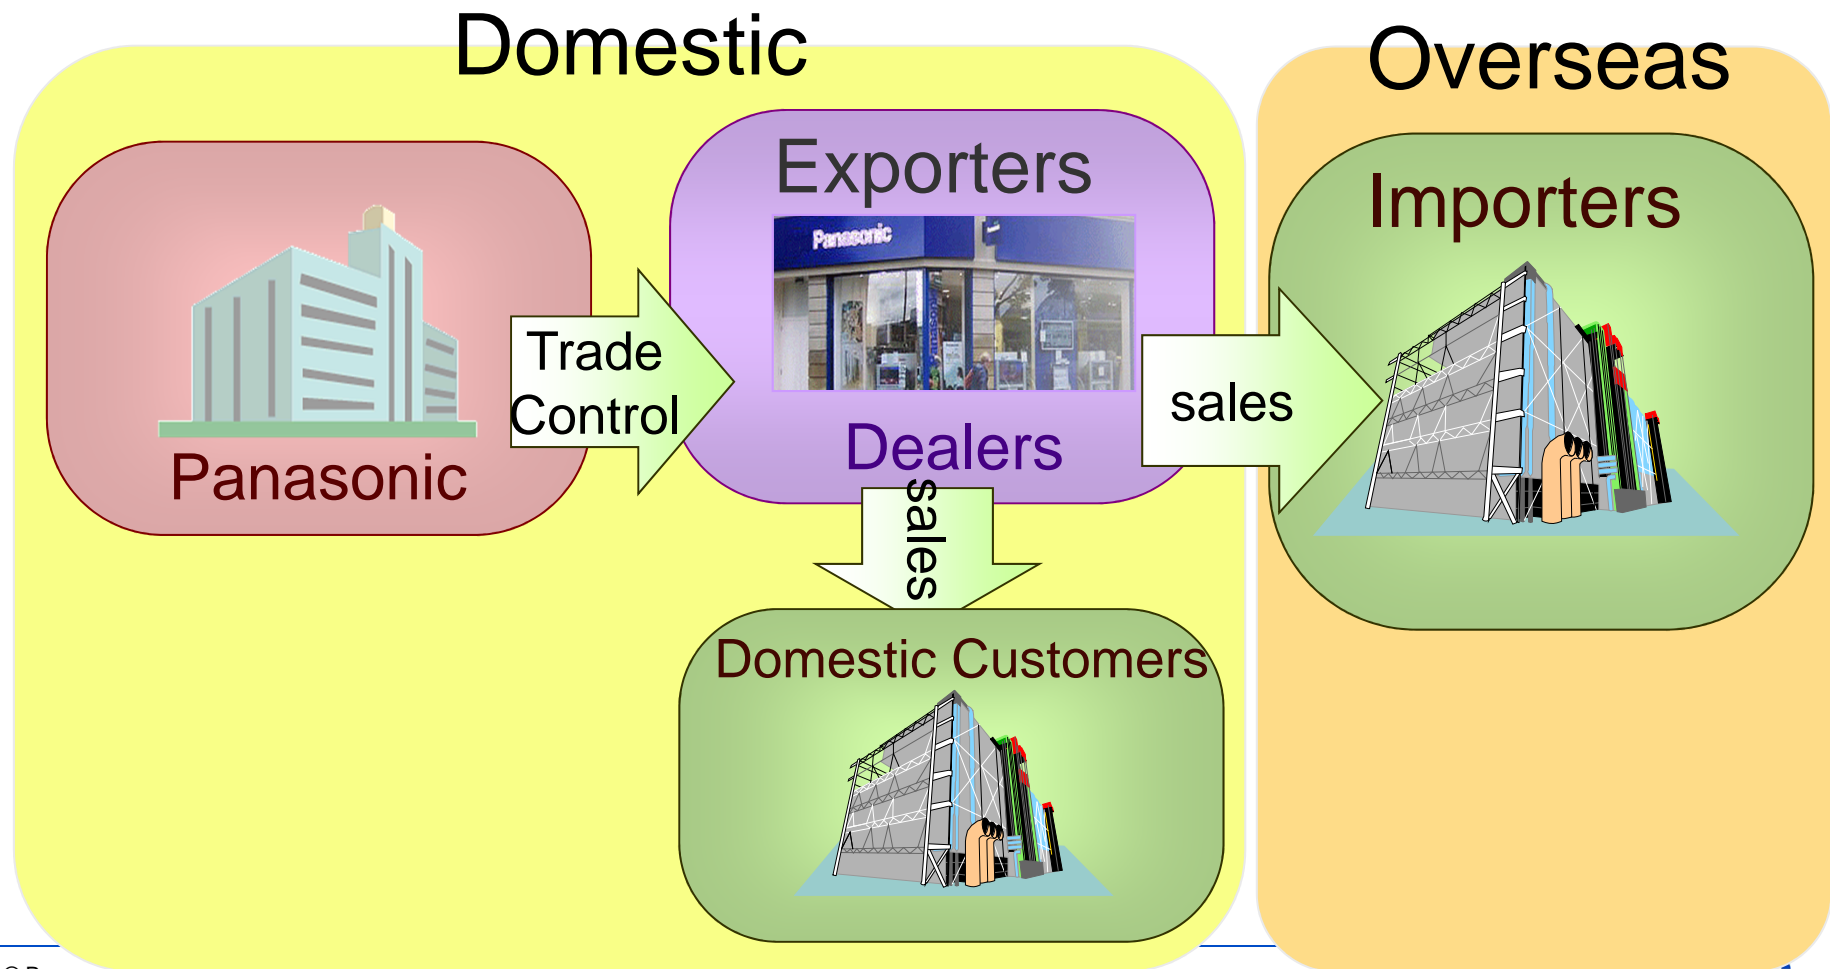 Domestic
Overseas
Exporters
Importers
Panasonic
Trade
Control
sales
Dealers
Panasonic
sales
Domestic Customers